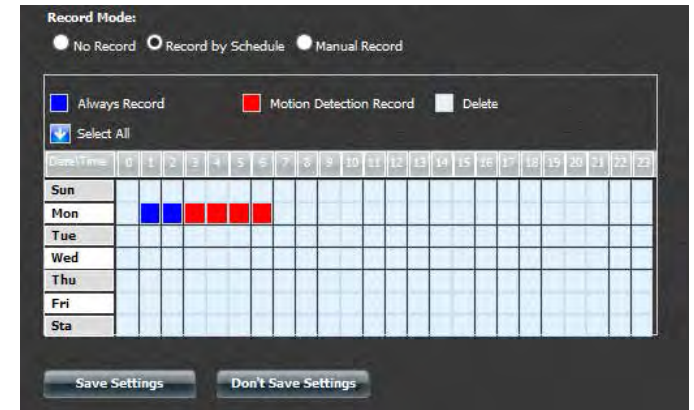 Record Mode:
No Record Record by Schedule Manual Record
Always Record Motion Detection Record Delete
Select All
Date\Time 0 1 2 3 4 5 6 7 8 9 10 11 12 13 14 15 16 17 18 19 20 21 22 23
Sun
Mon
Tue
Wed
Thu
Fri
Sta
Save Settings Don't Save Settings